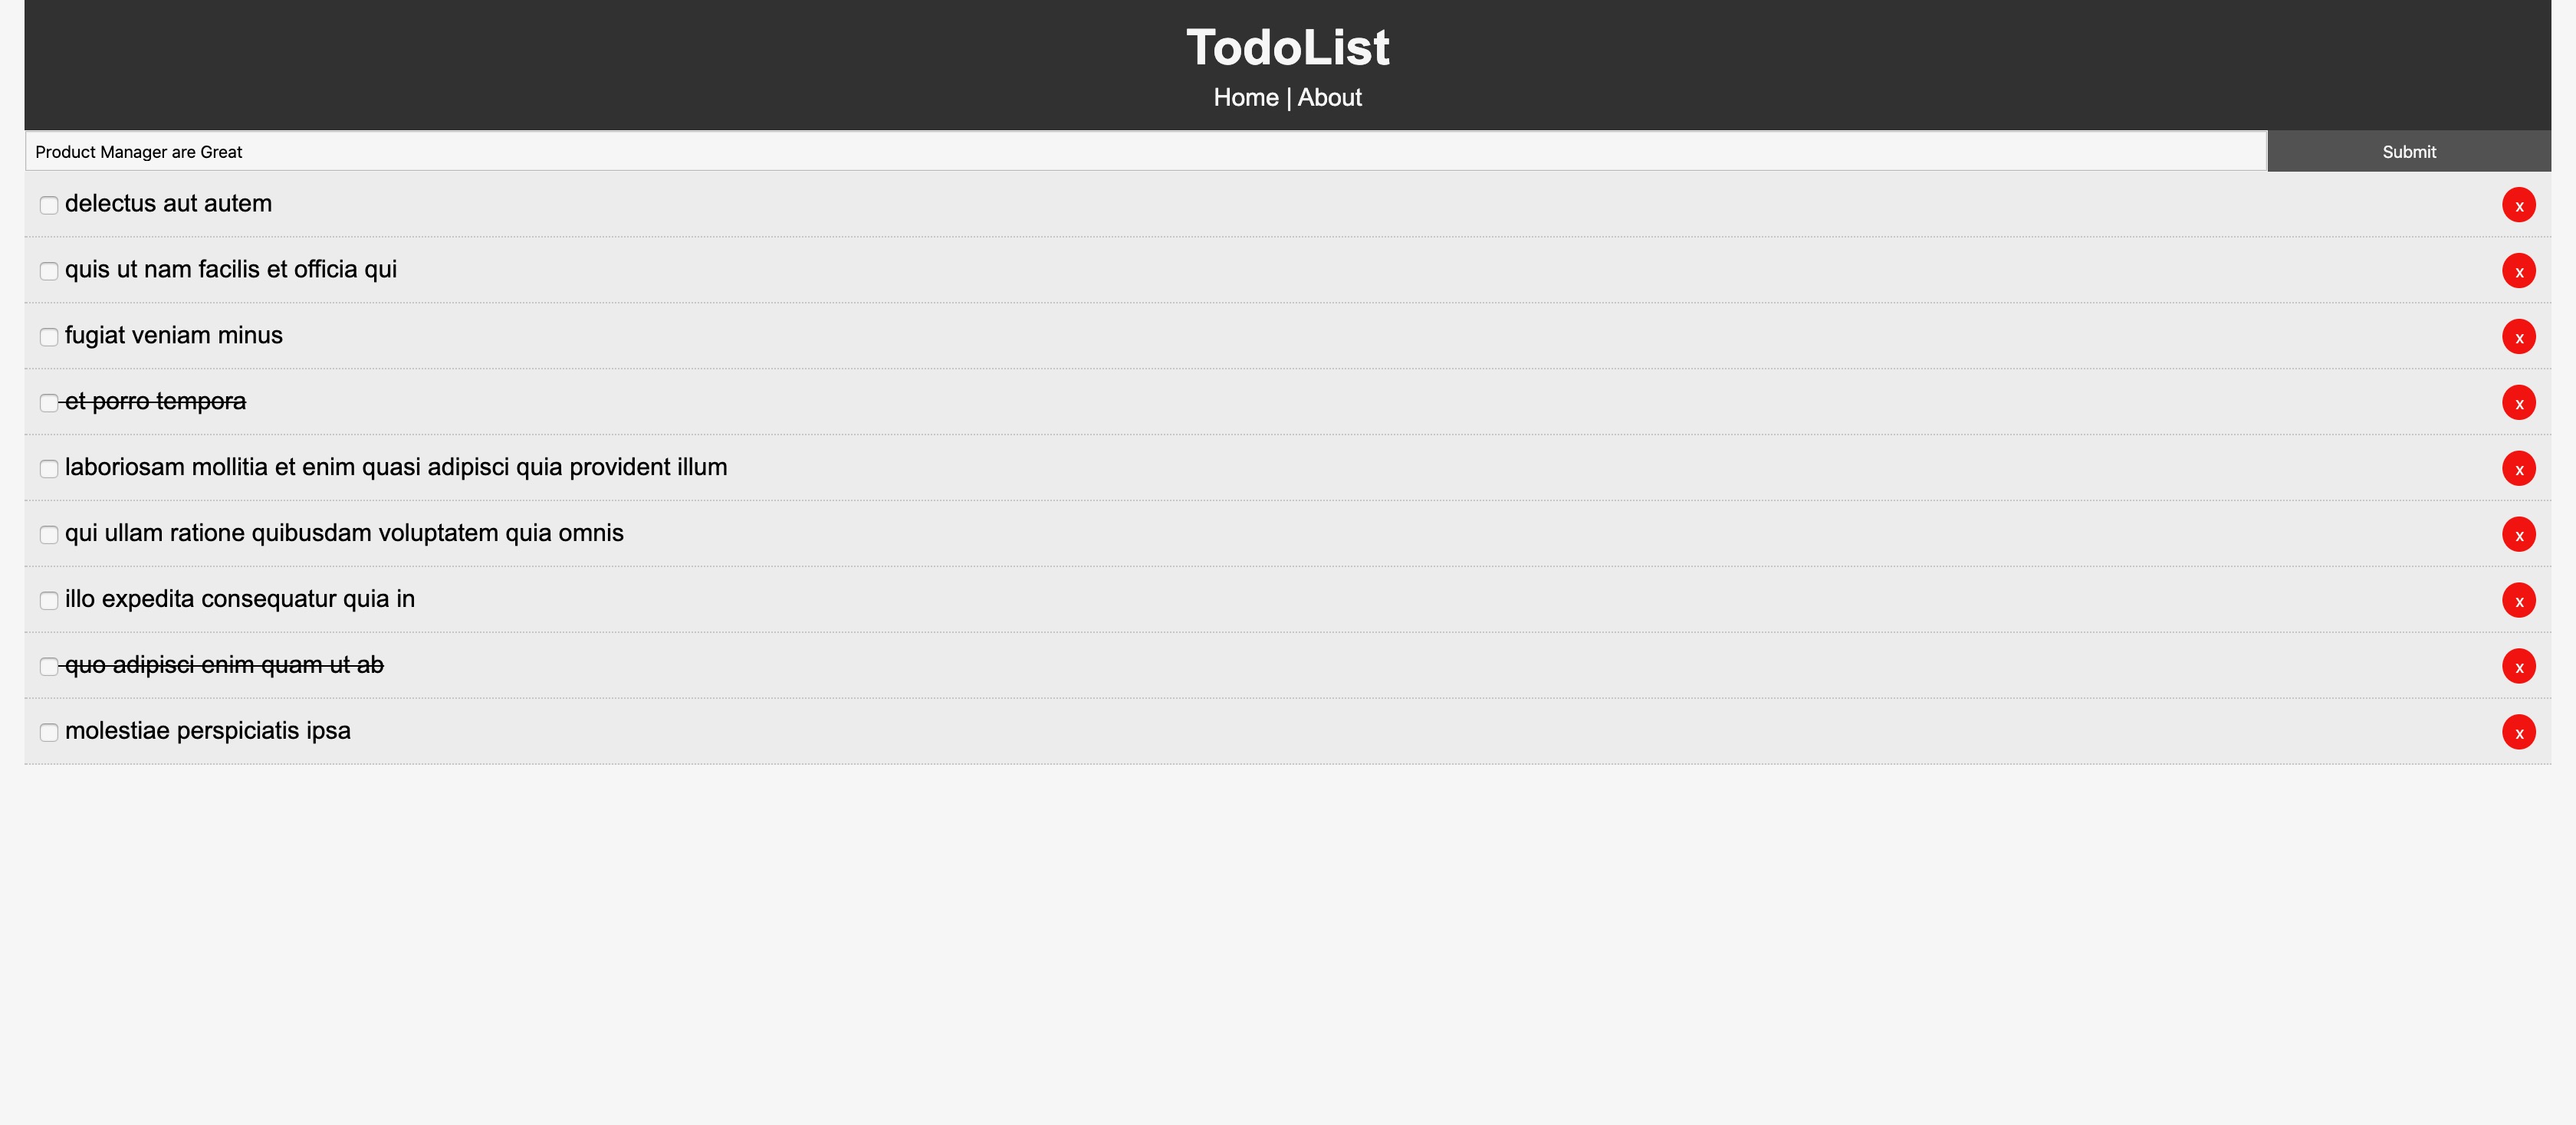 TodoList
Home | About
Product Manager are Great
Submit
delectus aut autem
x
quis ut nam facilis et officia qui
x
fugiat veniam minus
x
et porro tempora
x
laboriosam mollitia et enim quasi adipisci quia provident illum
x
qui ullam ratione quibusdam voluptatem quia omnis
x
illo expedita consequatur quia in
x
quo adipisci enim quam ut ab
x
molestiae perspiciatis ipsa
x